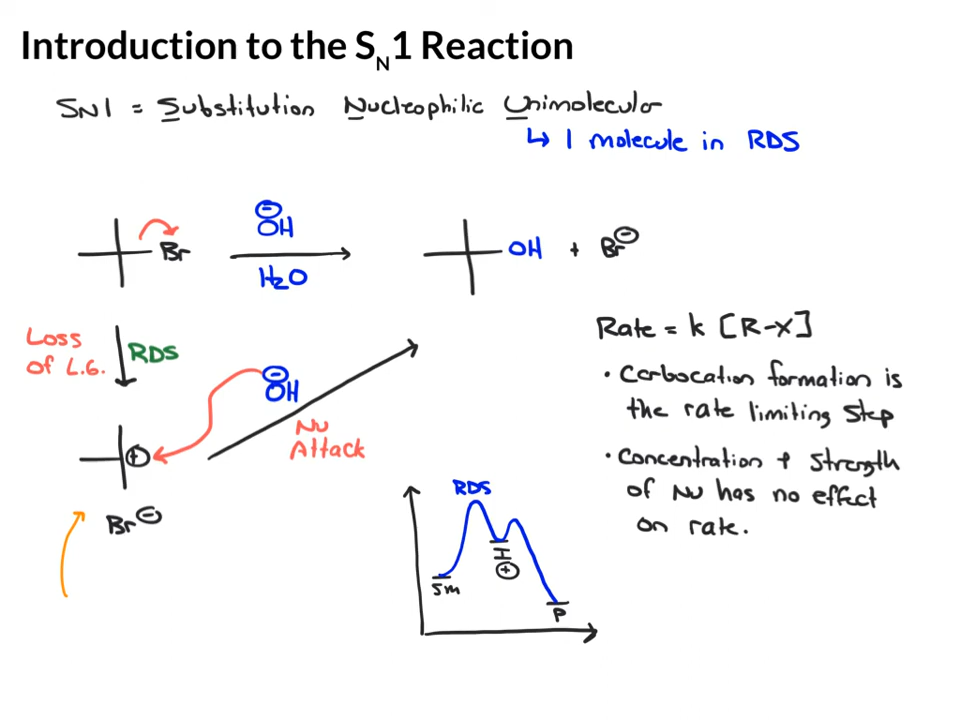 Introduction to the SN1 Reaction
SN1 = Substitution Nucleophilic Unimolecular
↳ 1 molecule in RDS
Br
⊖
OH
H2O
OH + Br⊖
Loss
of L.G.
RDS
⊖
OH
Nu
Attack
⊕
Br⊖
Rate = k [R-X]
• Carbocation formation is
the rate limiting step
• Concentration + strength
of Nu has no effect
on rate.
RDS
I
⊕
SM
P